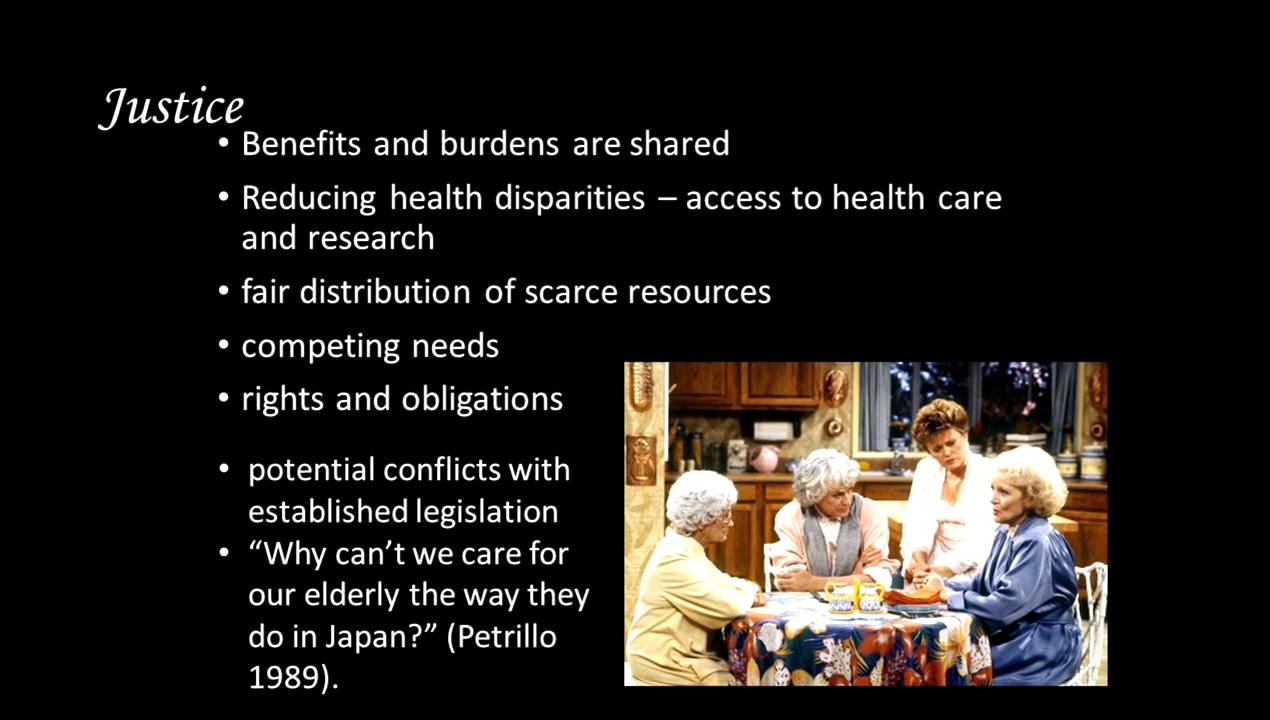 Justice
• Benefits and burdens are shared
• Reducing health disparities – access to health care
and research
• fair distribution of scarce resources
• competing needs
• rights and obligations
• potential conflicts with
established legislation
• “Why can’t we care for
our elderly the way they
do in Japan?” (Petrillo
1989).